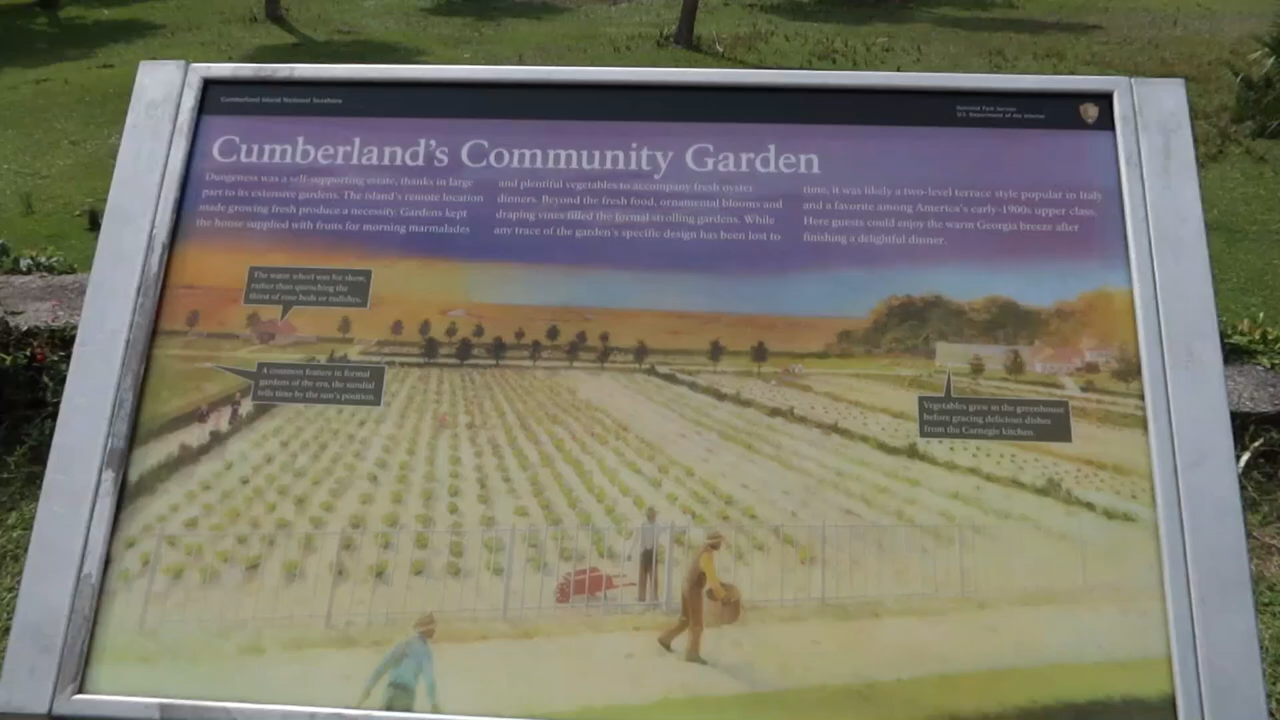 Cumberland Island National Seashore
National Park Service
U.S. Department of the Interior
Cumberland's Community Garden
Dungeness was a self-supporting estate, thanks in large
part to its extensive gardens. The island's remote location
made growing fresh produce a necessity. Gardens kept
the house supplied with fruits for morning marmalades
and plentiful vegetables to accompany fresh oyster
dinners. Beyond the fresh food, ornamental blooms and
draping vines filled the formal strolling gardens. While
any trace of the garden's specific design has been lost to
time, it was likely a two-level terrace style popular in Italy
and a favorite among America's early-1900s upper class.
Here guests could enjoy the warm Georgia breeze after
finishing a delightful dinner.
The water wheel was for show,
rather than quenching the
thirst of rose beds or radishes.
A common feature in formal
gardens of the era, the sundial
tells time by the sun's position.
Vegetables grew in the greenhouse
before gracing delicious dishes
from the Carnegie kitchen.